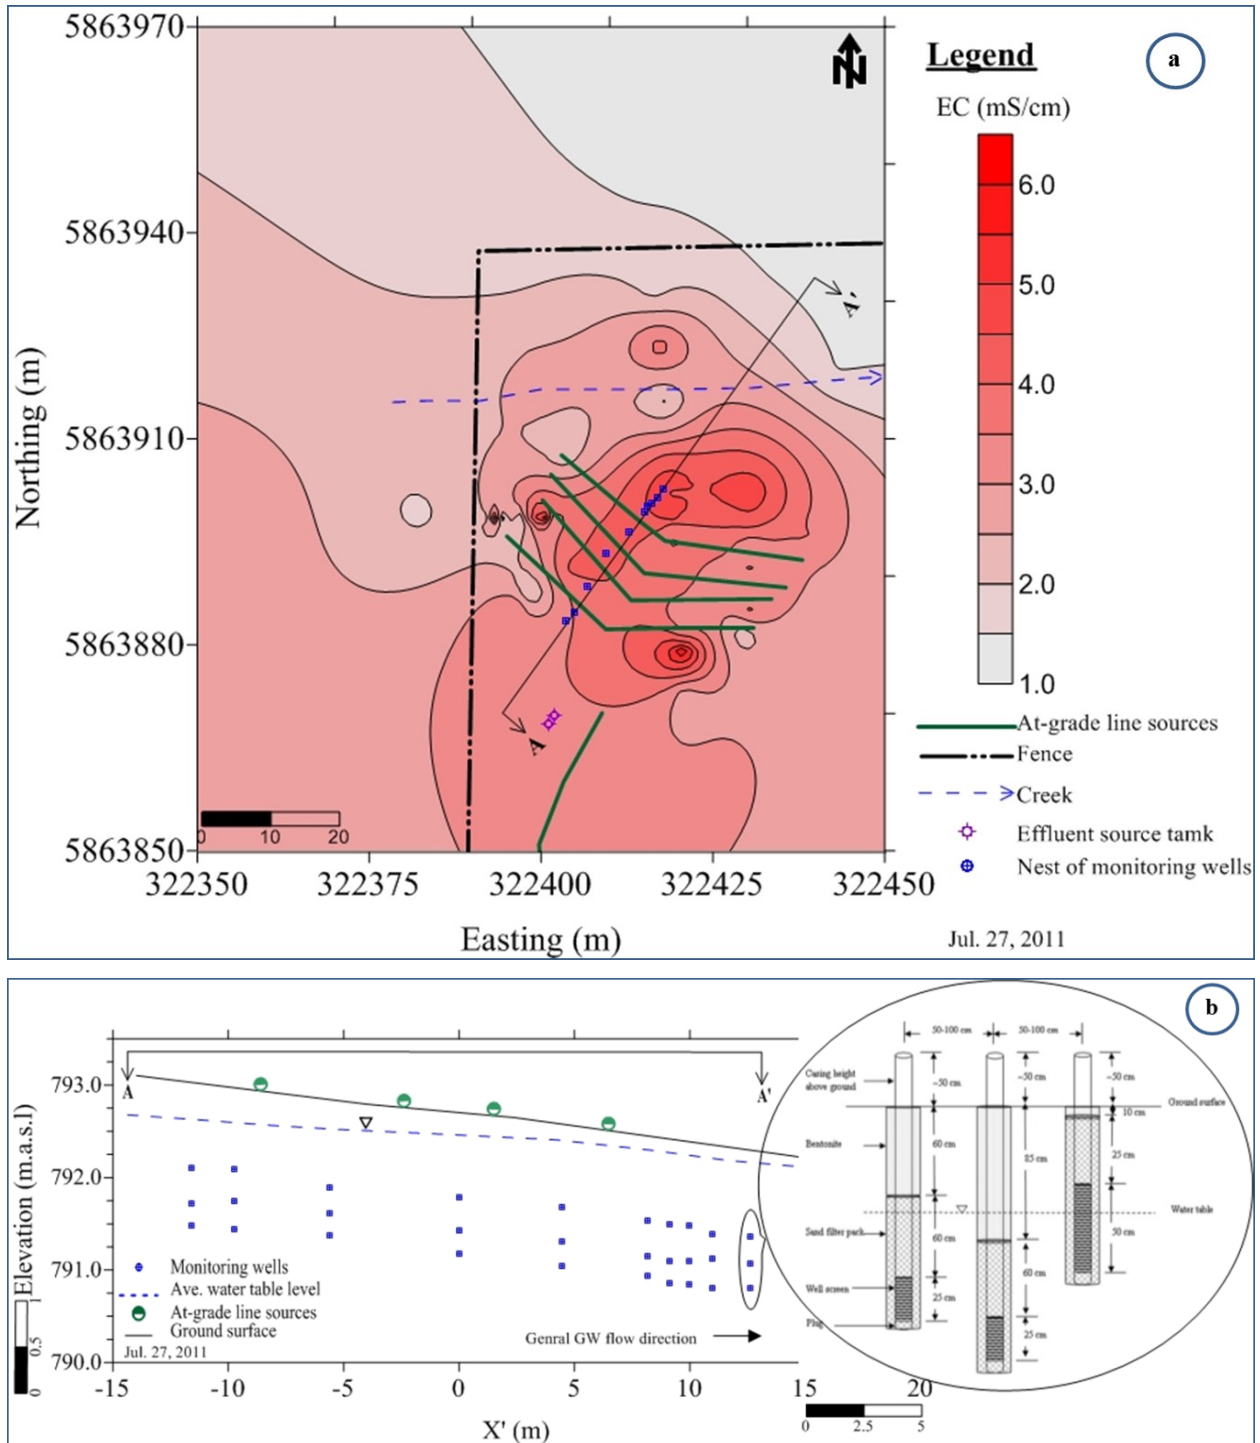 a
N
Legend
EC (mS/cm)
6.0
5.0
4.0
3.0
2.0
1.0
At-grade line sources
Fence
Creek
Effluent source tamk
Nest of monitoring wells
Jul. 27, 2011
5863970
5863940
5863910
5863880
5863850
Northing (m)
A'
A
0 10 20
322350 322375 322400 322425 322450
Easting (m)
b
793.0
792.0
791.0
790.0
Elevation (m.a.s.l)
A
A'
Monitoring wells
Ave. water table level
At-grade line sources
Ground surface
Jul. 27, 2011
Genral GW flow direction
0 0.5 1
-15 -10 -5 0 5 10 15 20
X' (m)
0 2.5 5
50-100 cm 50-100 cm
Casing height
above ground
~50 cm
~50 cm
~50 cm
Ground surface
10 cm
Bentonite
60 cm
85 cm
25 cm
Water table
Sand filter pack
60 cm
50 cm
60 cm
Well screen
25 cm
Plug
25 cm